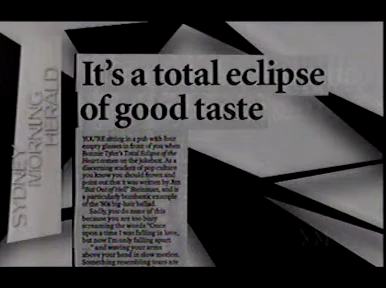 SYDNEY
MORNING
HERALD
It's a total eclipse
of good taste
YOU'RE sitting in a pub with four
empty glasses in front of you when
Bonnie Tyler's Total Eclipse of the
Heart comes on the jukebox. As a
discerning student of pop culture
you know you should frown and
point out that it was written by Jim
"Bat Out of Hell" Steinman, and is
a particularly bombastic example
of the '80s big-hair ballad.
Sadly, you do none of this
because you are too busy
screaming the words "Once
upon a time I was falling in love,
but now I'm only falling apart
..." and waving your arms
above your head in slow motion.
Something resembling tears are